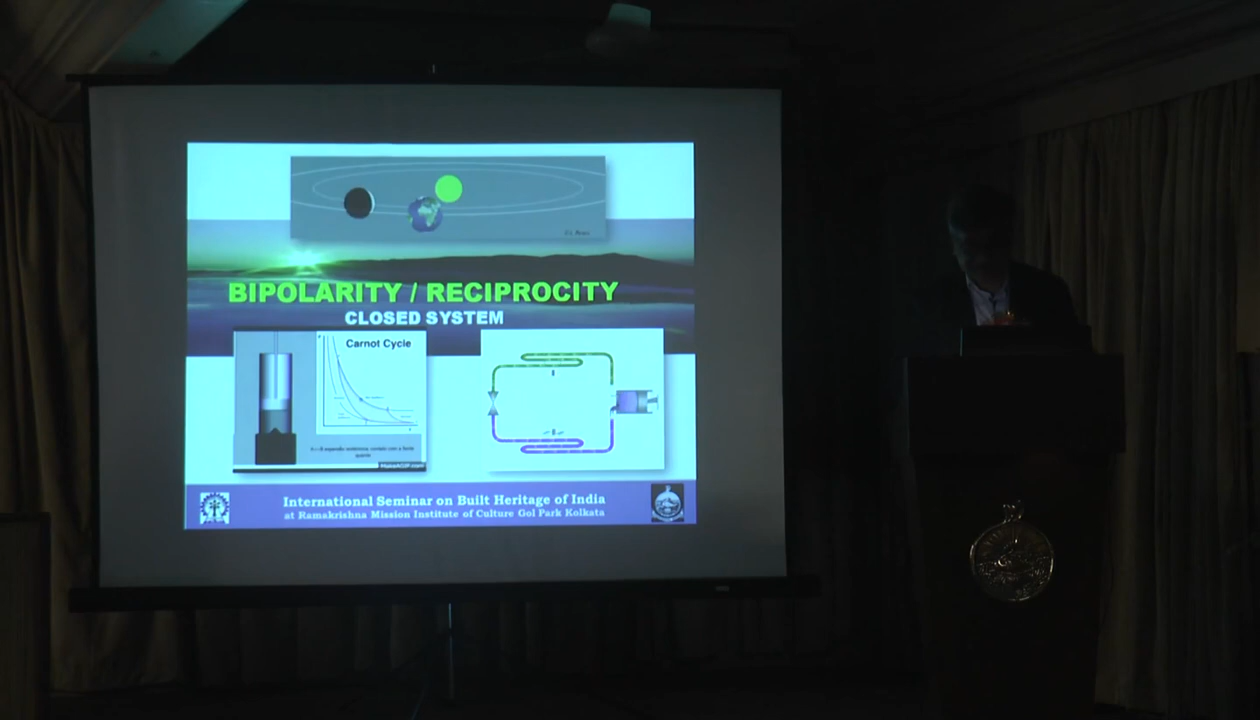 BIPOLARITY / RECIPROCITY
CLOSED SYSTEM
Carnot Cycle
International Seminar on Built Heritage of India
at Ramakrishna Mission Institute of Culture Gol Park Kolkata